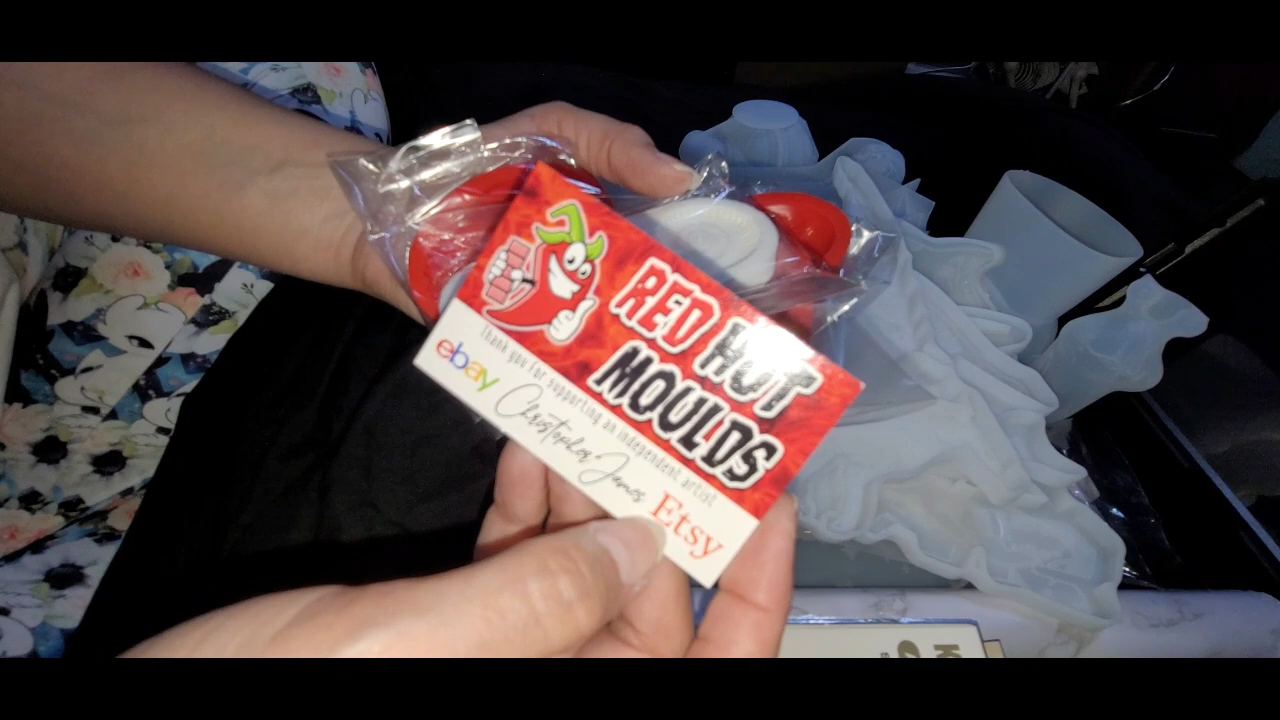 RED HOT
MOULDS
thank you for supporting an independent artist
ebay Christopher James Etsy